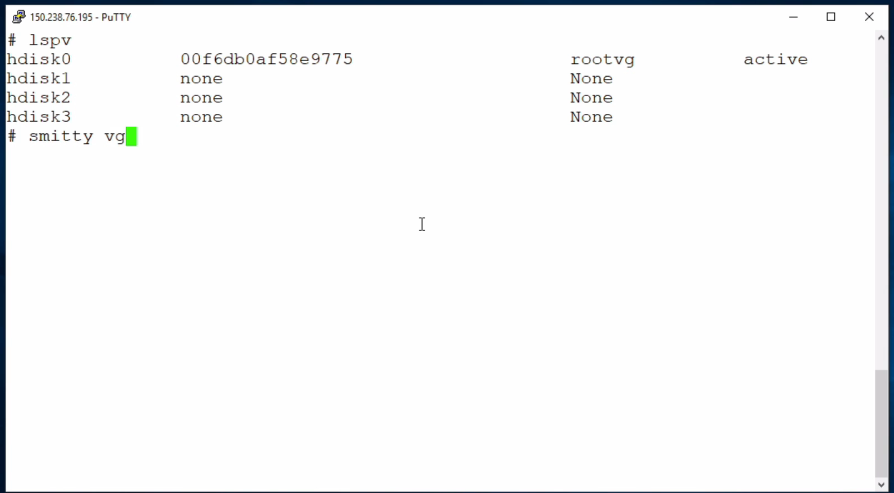 150.238.76.195 - PuTTY
# lspv
hdisk0 00f6db0af58e9775 rootvg active
hdisk1 none None
hdisk2 none None
hdisk3 none None
# smitty vg